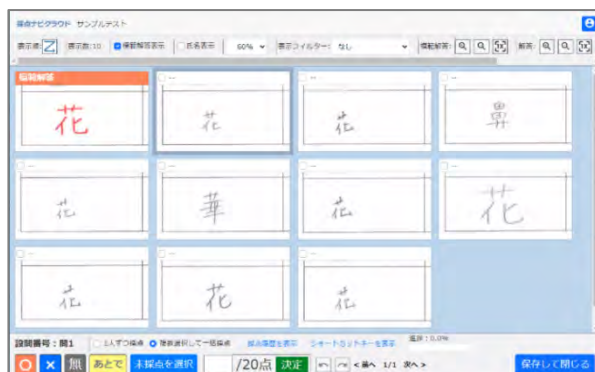 採点ナビクラウド サンプルテスト
表示順: Z 表示数:10 模範解答表示 氏名表示 60% 表示フィルター: なし 模範解答: 解答:
模範解答 -- -- --
花 花 花 鼻
-- -- -- --
花 華 花 花
-- -- --
花 花 花
設問番号:問1 1人ずつ採点 複数選択して一括採点 採点履歴を表示 ショートカットキーを表示 進捗:0.0%
無 あとで 未採点を選択 /20点 決定 <前へ 1/1 次へ> 保存して閉じる